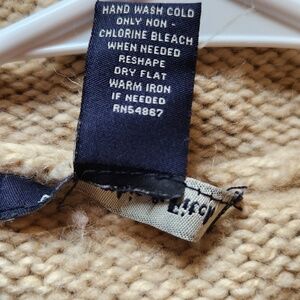 HAND WASH COLD
ONLY NON -
CHLORINE BLEACH
WHEN NEEDED
RESHAPE
DRY FLAT
WARM IRON
IF NEEDED
RN54867